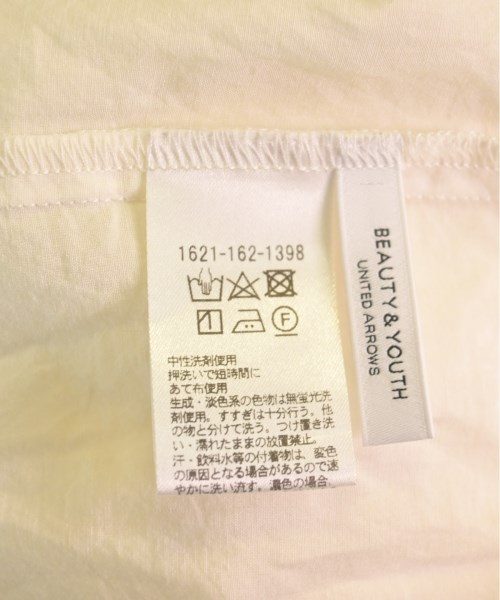 1621-162-1398
F
中性洗剤使用
押洗いで短時間に
あて布使用
生成・淡色系の色物は無蛍光洗
剤使用。すすぎは十分行う。他
の物と分けて洗う。つけ置き洗
い・濡れたままの放置禁止。
汗・飲料水等の付着物は、変色
の原因となる場合があるので速
やかに洗い流す。濃色の場合、
BEAUTY & YOUTH
UNITED ARROWS